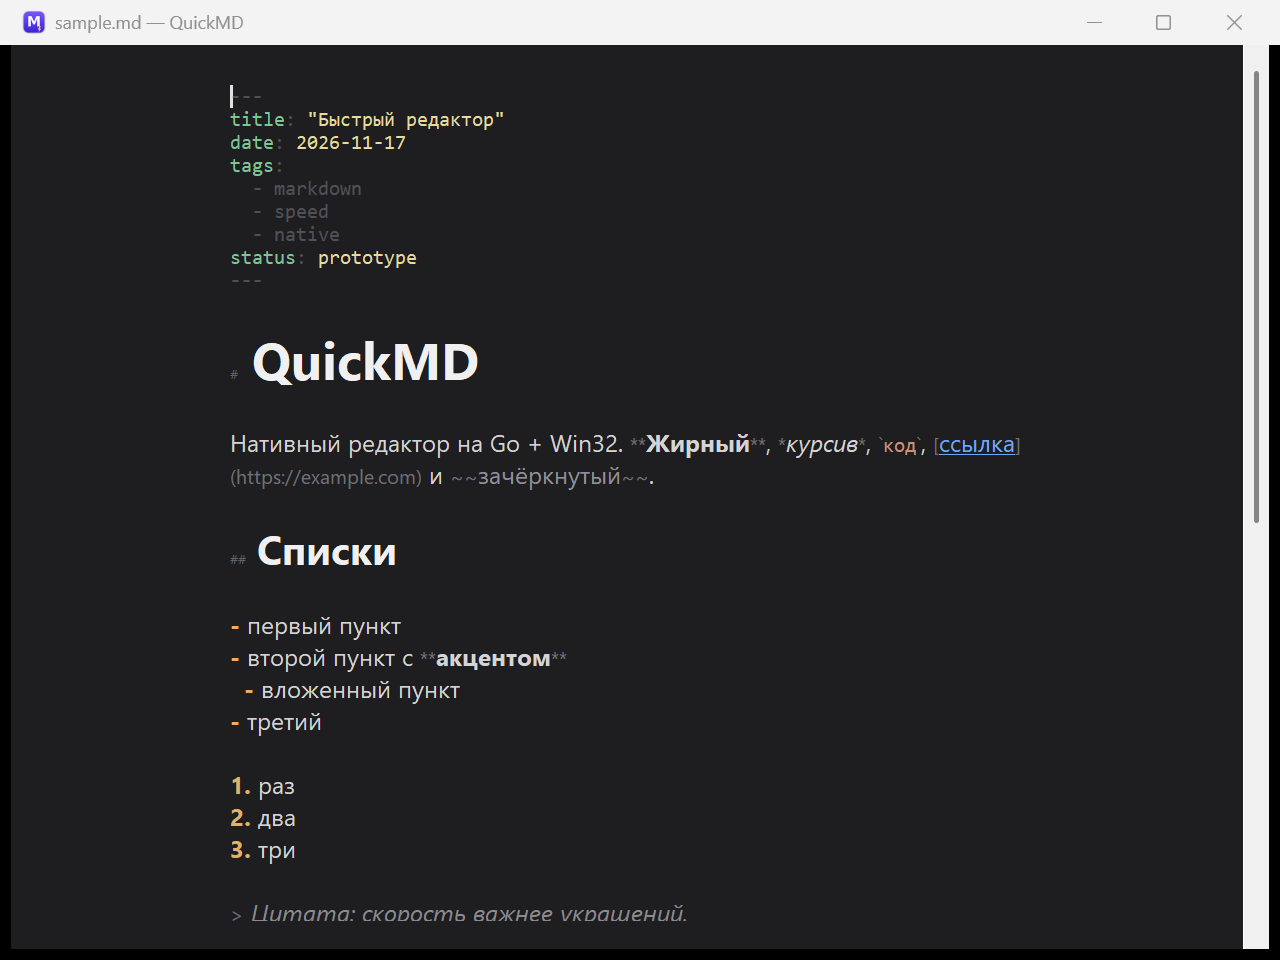 sample.md — QuickMD
---
title: "Быстрый редактор"
date: 2026-11-17
tags:
  - markdown
  - speed
  - native
status: prototype
---
# QuickMD
Нативный редактор на Go + Win32. **Жирный**, *курсив*, `код`, [ссылка]
(https://example.com) и ~~зачёркнутый~~.
## Списки
- первый пункт
- второй пункт с **акцентом**
  - вложенный пункт
- третий
1. раз
2. два
3. три
> Цитата: скорость важнее украшений.